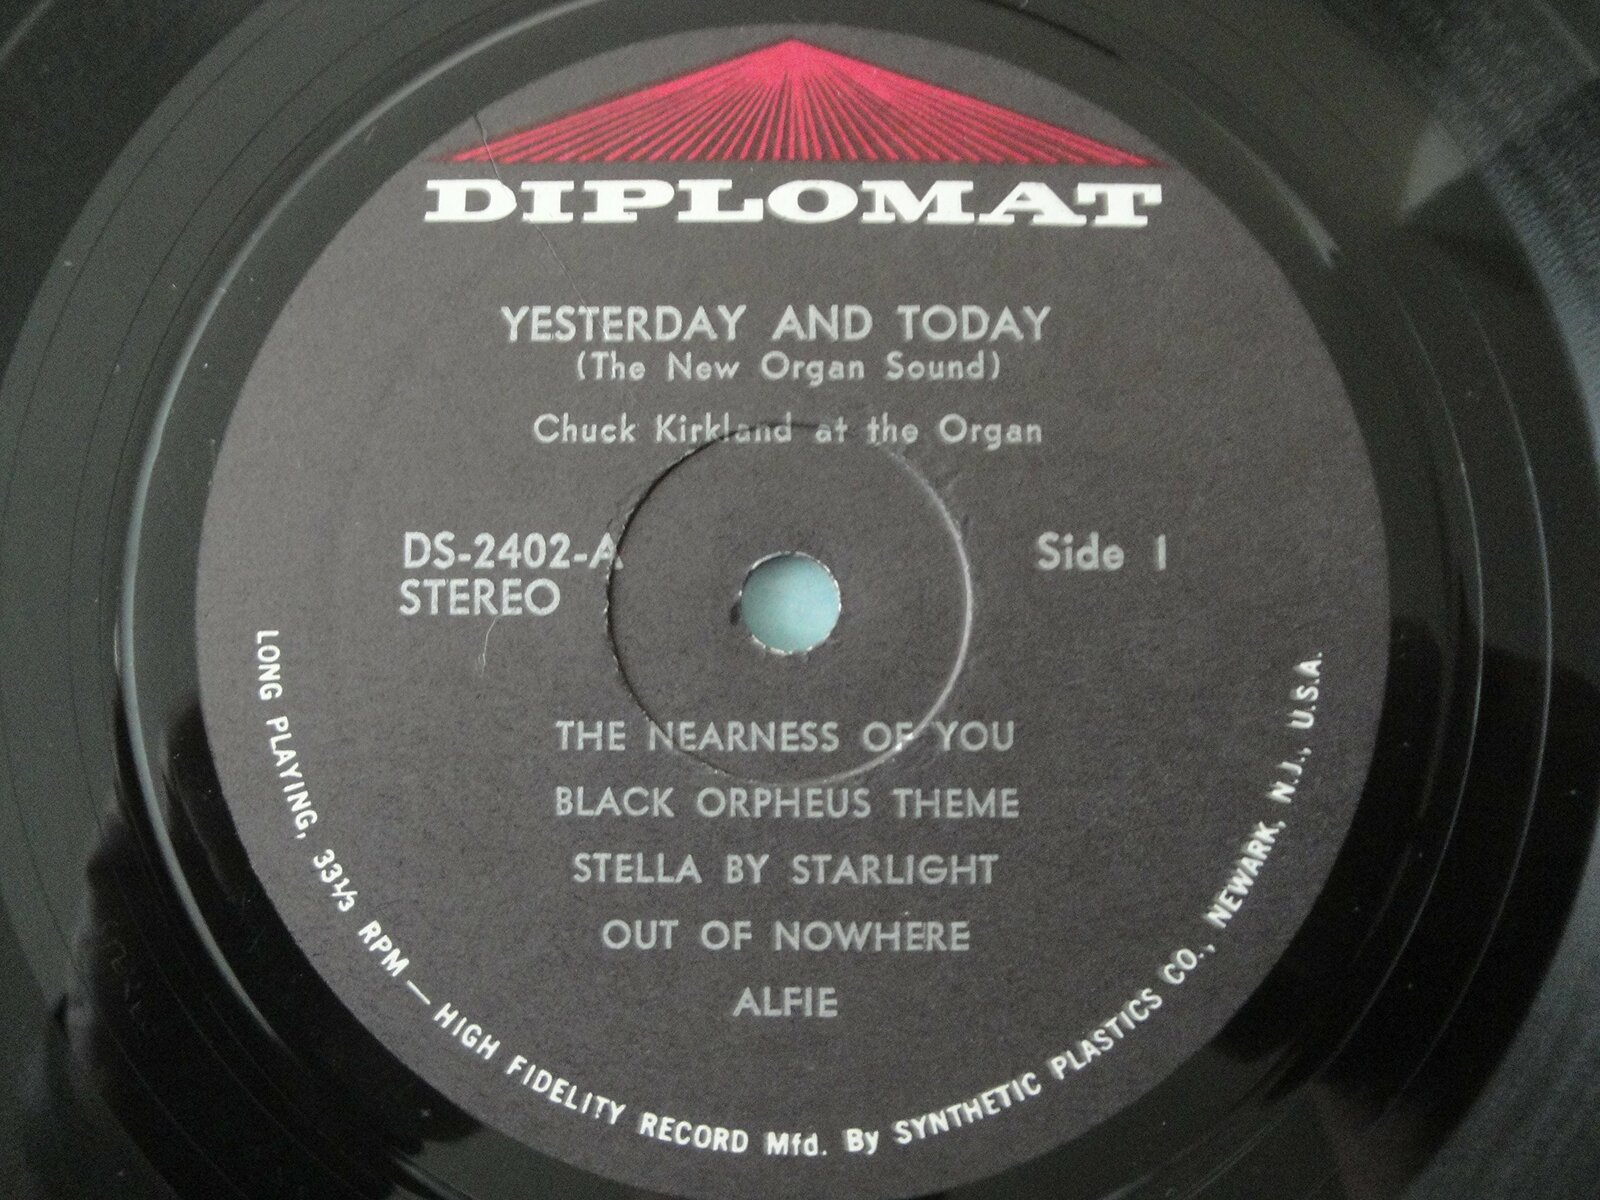 DIPLOMAT
YESTERDAY AND TODAY
(The New Organ Sound)
Chuck Kirkland at the Organ
DS-2402-A
STEREO
Side 1
THE NEARNESS OF YOU
BLACK ORPHEUS THEME
STELLA BY STARLIGHT
OUT OF NOWHERE
ALFIE
LONG PLAYING, 33⅓ RPM — HIGH FIDELITY RECORD Mfd. By SYNTHETIC PLASTICS CO., NEWARK, N.J., U.S.A.